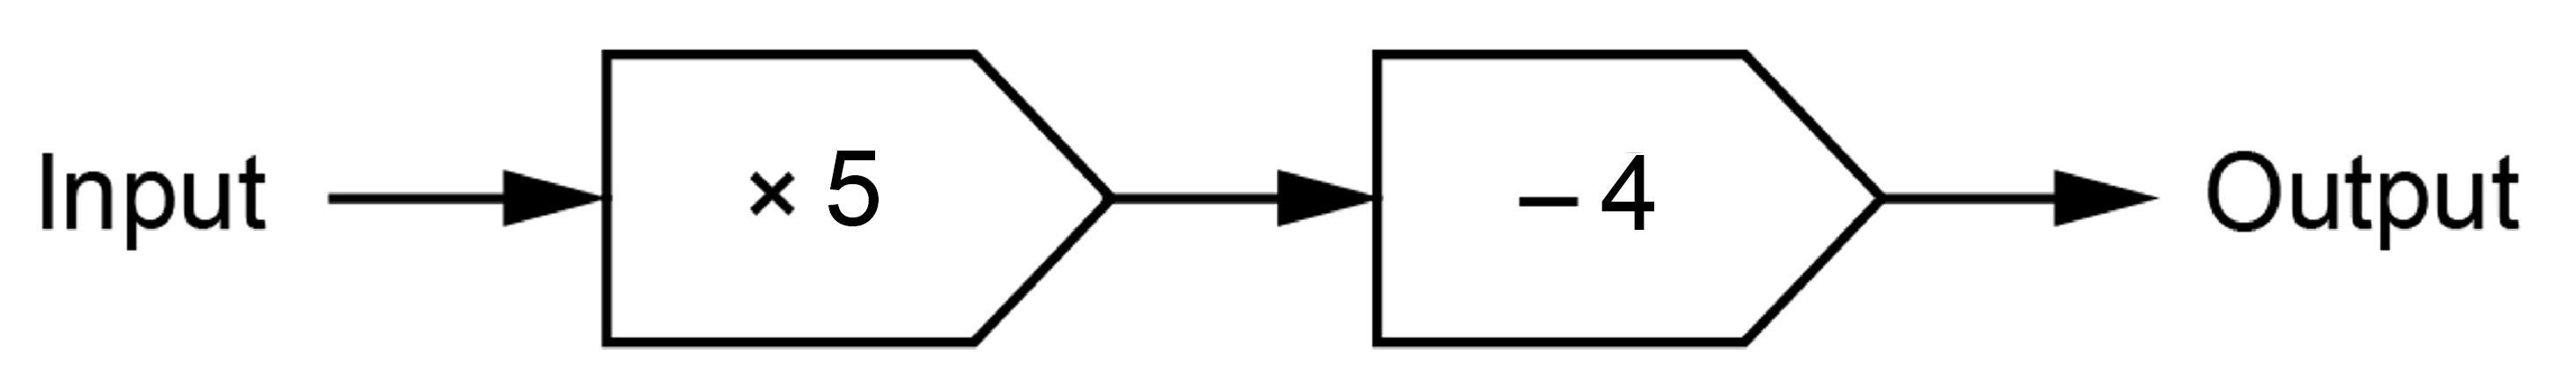 Input × 5 – 4 Output